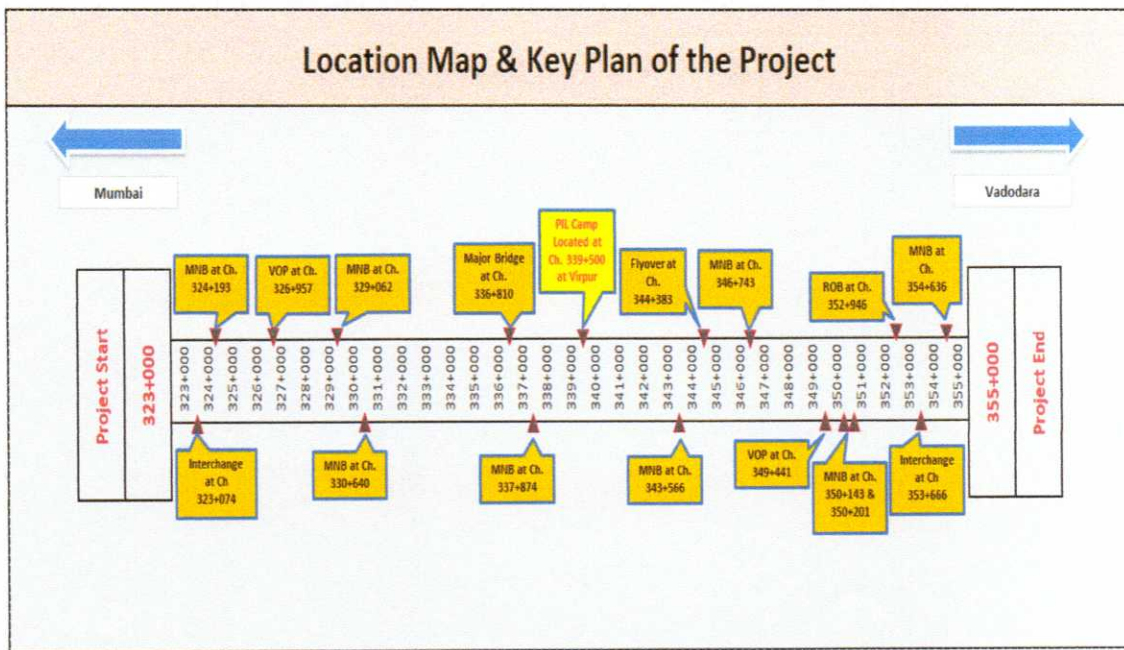 Location Map & Key Plan of the Project
Mumbai
Vadodara
MNB at Ch.
324+193
VOP at Ch.
326+957
MNB at Ch.
329+062
Major Bridge
at Ch.
336+810
PIL Camp
Located at
Ch. 339+500
at Virpur
Flyover at
Ch.
344+383
MNB at Ch.
346+743
ROB at Ch.
352+946
MNB at
Ch.
354+636
Project Start
323+000
323+000
324+000
325+000
326+000
327+000
328+000
329+000
330+000
331+000
332+000
333+000
334+000
335+000
336+000
337+000
338+000
339+000
340+000
341+000
342+000
343+000
344+000
345+000
346+000
347+000
348+000
349+000
350+000
351+000
352+000
353+000
354+000
355+000
355+000
Project End
Interchange
at Ch
323+074
MNB at Ch.
330+640
MNB at Ch.
337+874
MNB at Ch.
343+566
VOP at Ch.
349+441
MNB at Ch.
350+143 &
350+201
Interchange
at Ch
353+666